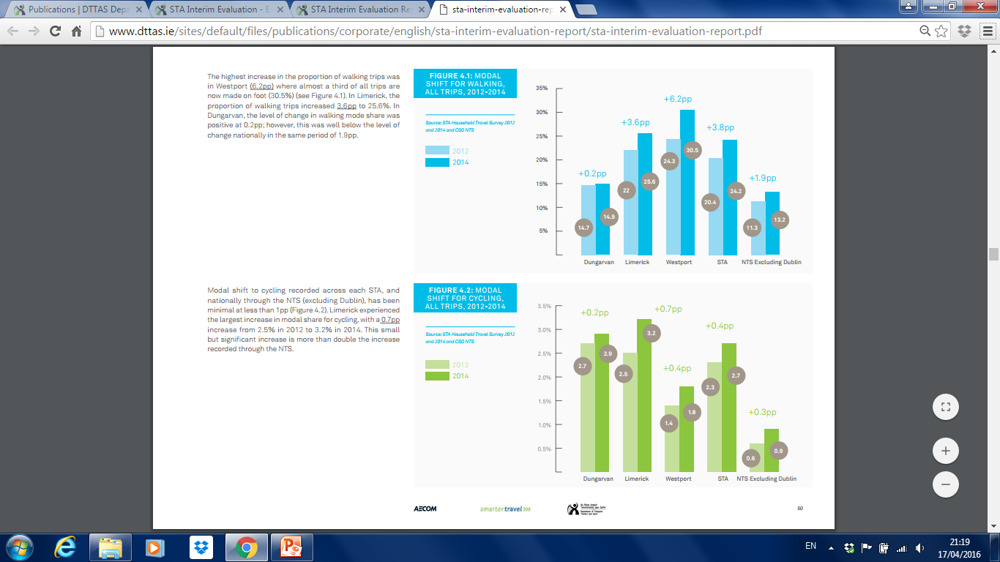 Publications | DTTAS Depa
STA Interim Evaluation - E
STA Interim Evaluation Re
sta-interim-evaluation-rep
www.dttas.ie/sites/default/files/publications/corporate/english/sta-interim-evaluation-report/sta-interim-evaluation-report.pdf
The highest increase in the proportion of walking trips was
in Westport (6.2pp) where almost a third of all trips are
now made on foot (30.5%) (see Figure 4.1). In Limerick, the
proportion of walking trips increased 3.6pp to 25.6%. In
Dungarvan, the level of change in walking mode share was
positive at 0.2pp; however, this was well below the level of
change nationally in the same period of 1.9pp.
FIGURE 4.1: MODAL
SHIFT FOR WALKING,
ALL TRIPS, 2012-2014
Source: STA Household Travel Survey 2012
and 2014 and CSO NTS
2012
2014
35%
30%
25%
20%
15%
10%
5%
+0.2pp
+3.6pp
+6.2pp
+3.8pp
+1.9pp
14.7
14.9
22
25.6
24.3
30.5
20.4
24.2
11.3
13.2
Dungarvan
Limerick
Westport
STA
NTS Excluding Dublin
Modal shift to cycling recorded across each STA, and
nationally through the NTS (excluding Dublin), has been
minimal at less than 1pp (Figure 4.2). Limerick experienced
the largest increase in modal share for cycling, with a 0.7pp
increase from 2.5% in 2012 to 3.2% in 2014. This small
but significant increase is more than double the increase
recorded through the NTS.
FIGURE 4.2: MODAL
SHIFT FOR CYCLING,
ALL TRIPS, 2012-2014
Source: STA Household Travel Survey 2012
and 2014 and CSO NTS
2012
2014
3.5%
3.0%
2.5%
2.0%
1.5%
1.0%
0.5%
+0.2pp
+0.7pp
+0.4pp
+0.4pp
+0.3pp
2.7
2.9
2.5
3.2
1.4
1.8
2.3
2.7
0.6
0.9
Dungarvan
Limerick
Westport
STA
NTS Excluding Dublin
AECOM
smartertravel
50
EN
21:19
17/04/2016